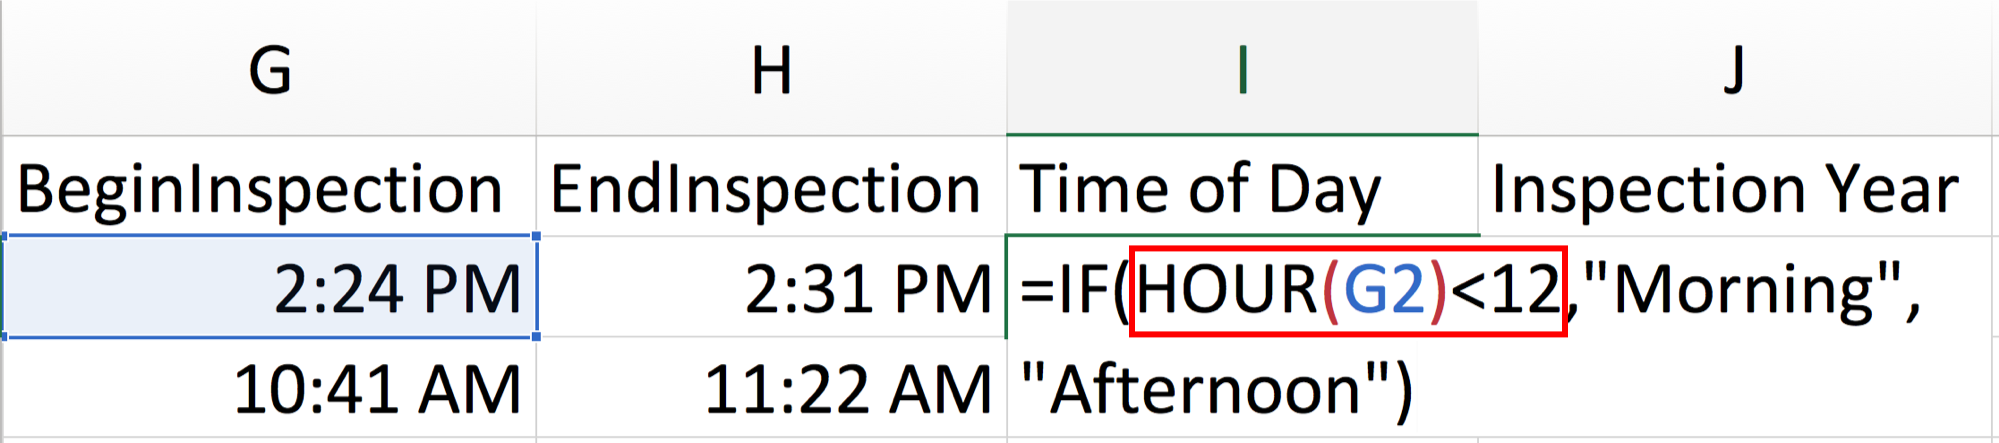 G H I J
BeginInspection EndInspection Time of Day Inspection Year
2:24 PM 2:31 PM =IF(HOUR(G2)<12,"Morning",
10:41 AM 11:22 AM "Afternoon")